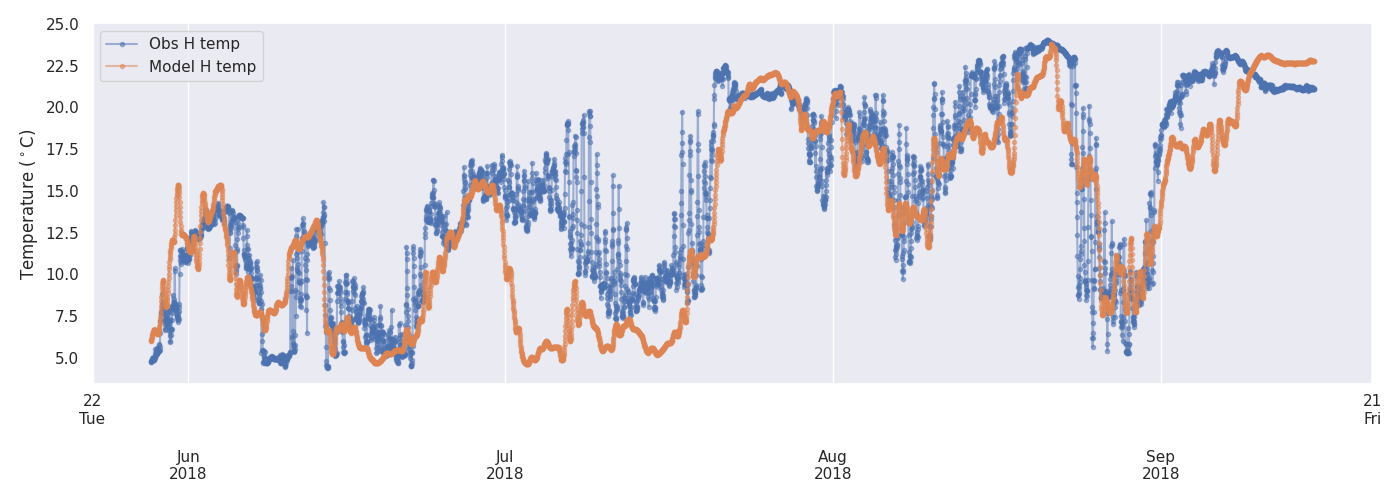 25.0
22.5
20.0
17.5
15.0
12.5
10.0
7.5
5.0
Temperature (°C)
Obs H temp
Model H temp
22
Tue
21
Fri
Jun
2018
Jul
2018
Aug
2018
Sep
2018